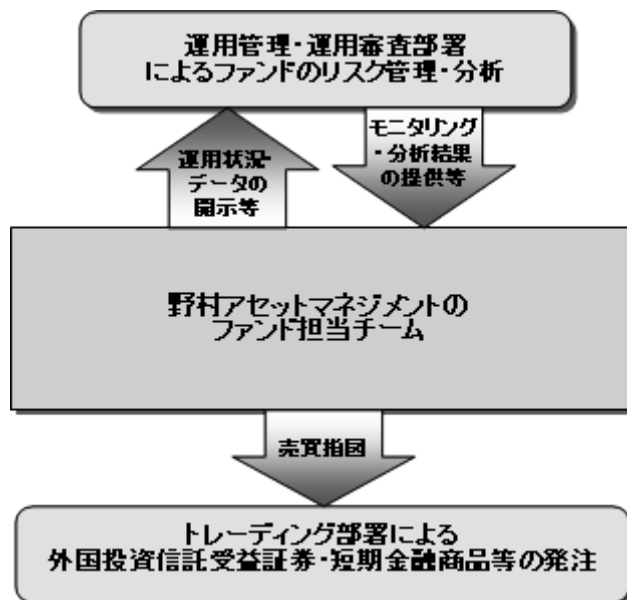 運用管理・運用審査部署
によるファンドのリスク管理・分析
運用状況・
データの
開示等
モニタリング
・分析結果
の提供等
野村アセットマネジメントの
ファンド担当チーム
売買指図
トレーディング部署による
外国投資信託受益証券・短期金融商品等の発注